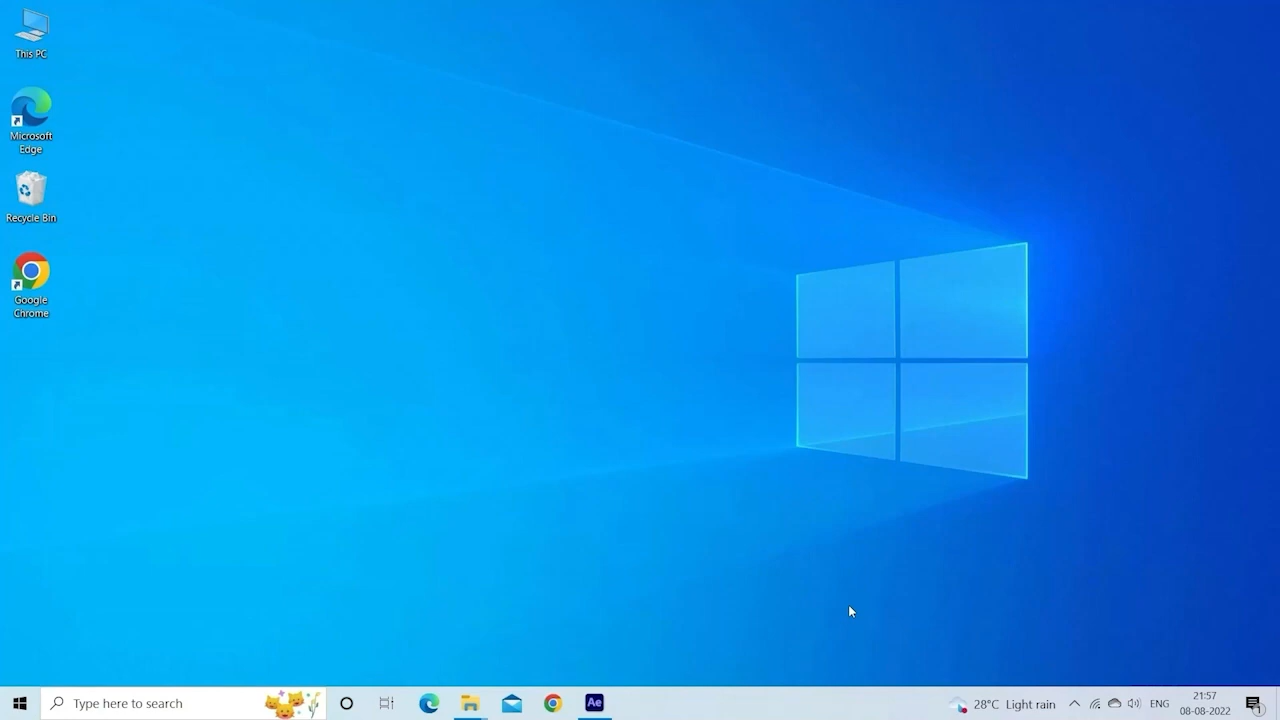 This PC
Microsoft
Edge
Recycle Bin
Google
Chrome
Type here to search
Ae
28°C Light rain
ENG
21:57
08-08-2022
1